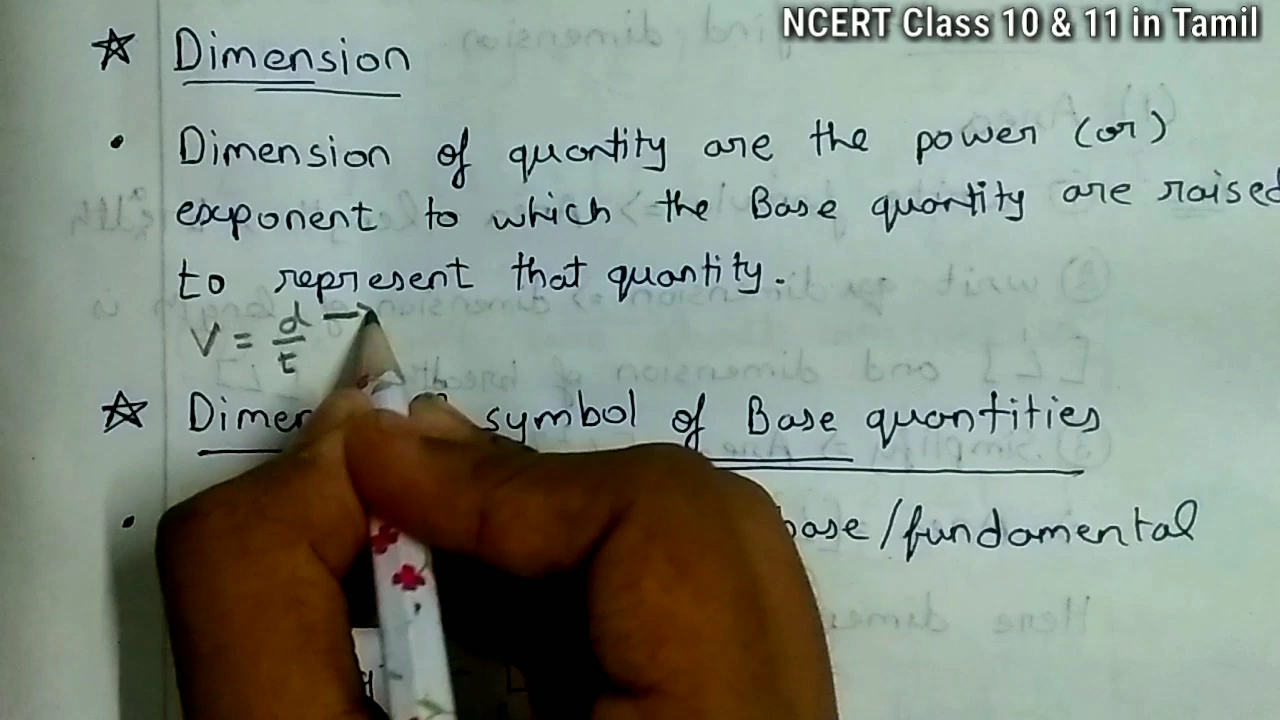 NCERT Class 10 & 11 in Tamil
Dimension
Dimension of quantity are the power (or)
exponent to which the Base quantity are raised
to represent that quantity.
V = d/t →
symbol of Base quantities
base/fundamental